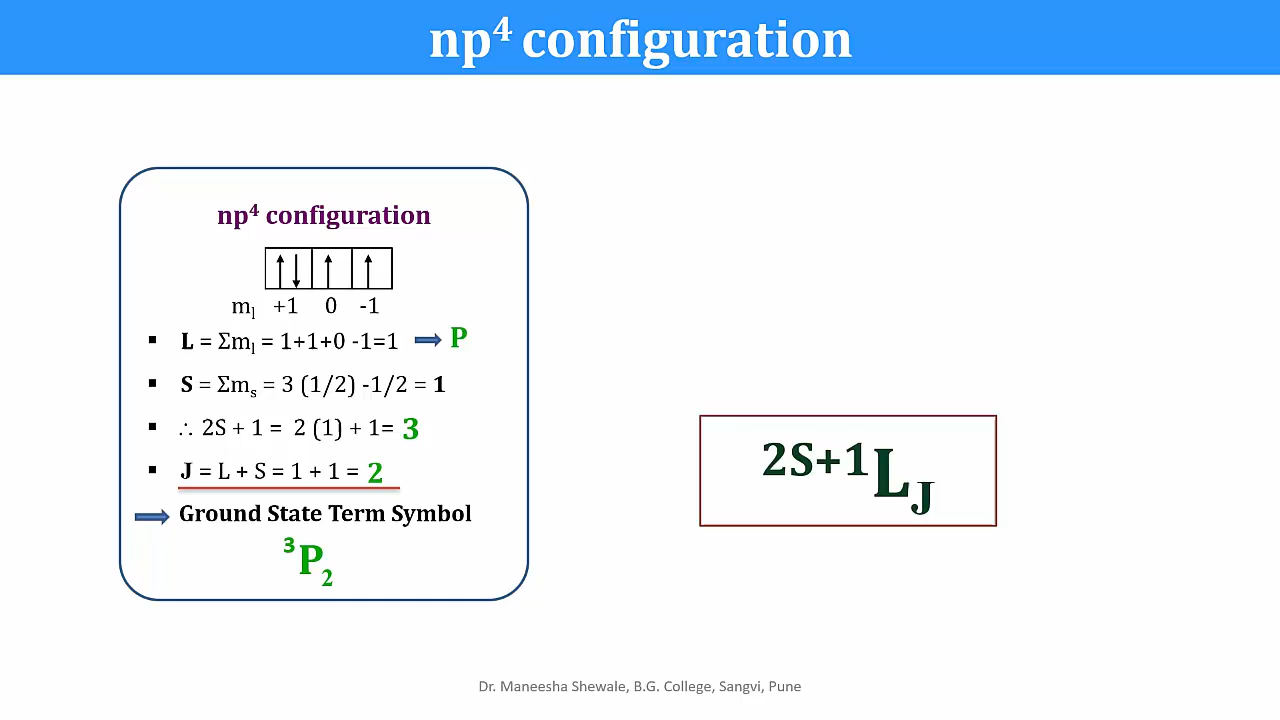 np⁴ configuration
np⁴ configuration
mₗ +1 0 -1
▪ L = Σmₗ = 1+1+0 -1=1 P
▪ S = Σmₛ = 3 (1/2) -1/2 = 1
▪ ∴ 2S + 1 = 2 (1) + 1= 3
▪ J = L + S = 1 + 1 = 2
Ground State Term Symbol
³P₂
2S+1LJ
Dr. Maneesha Shewale, B.G. College, Sangvi, Pune